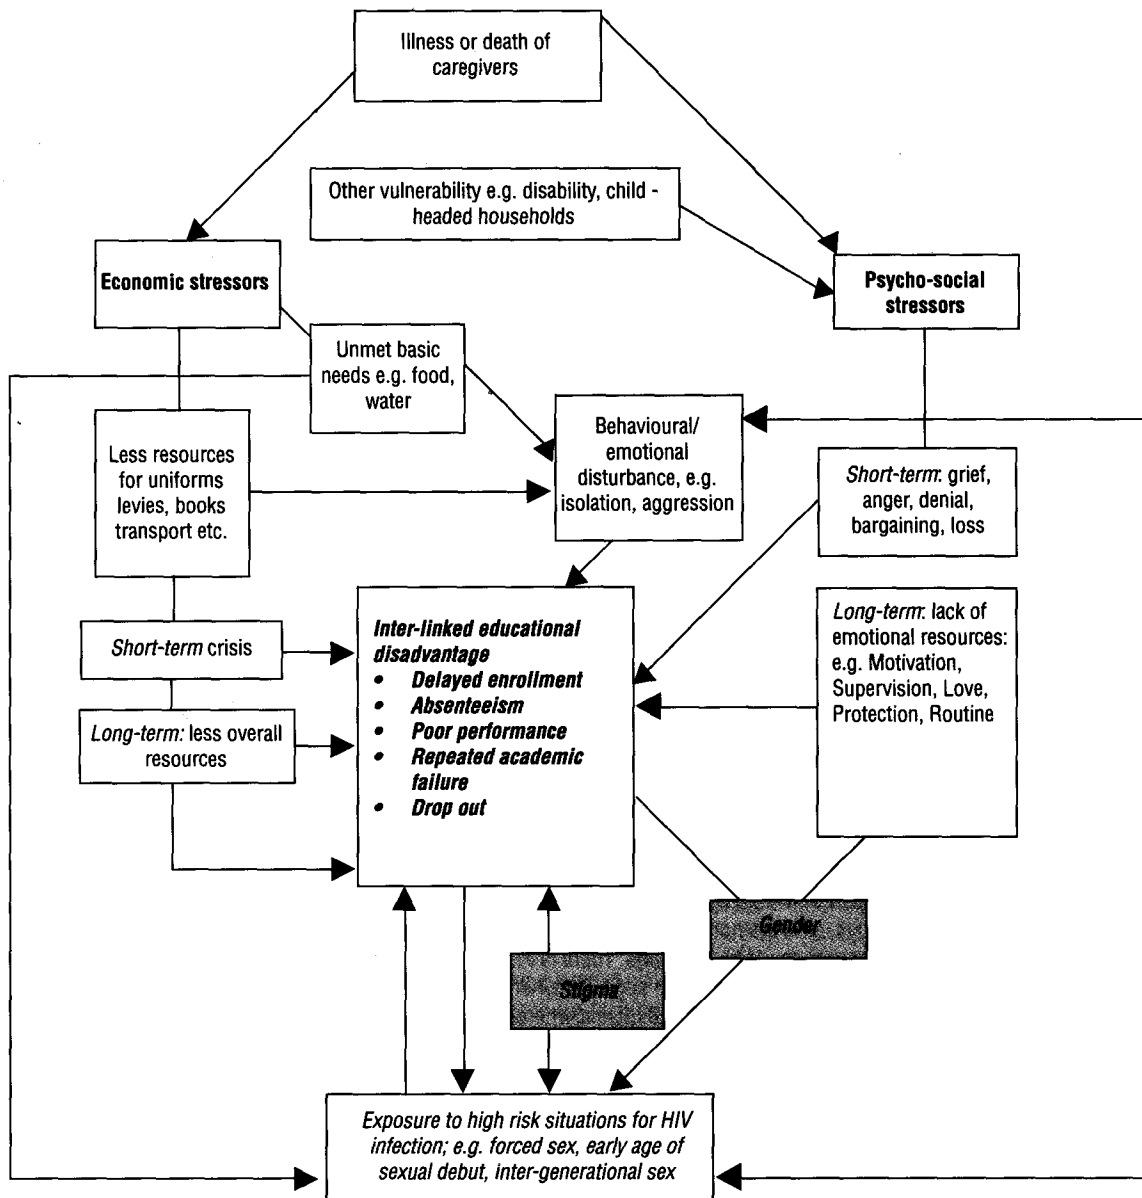 Illness or death of
caregivers
Other vulnerability e.g. disability, child -
headed households
Economic stressors
Psycho-social
stressors
Unmet basic
needs e.g. food,
water
Behavioural/
emotional
disturbance, e.g.
isolation, aggression
Less resources
for uniforms
levies, books
transport etc.
Short-term: grief,
anger, denial,
bargaining, loss
Inter-linked educational
disadvantage
• Delayed enrollment
• Absenteeism
• Poor performance
• Repeated academic
failure
• Drop out
Long-term: lack of
emotional resources:
e.g. Motivation,
Supervision, Love,
Protection, Routine
Short-term crisis
Long-term: less overall
resources
Gender
Stigma
Exposure to high risk situations for HIV
infection; e.g. forced sex, early age of
sexual debut, inter-generational sex